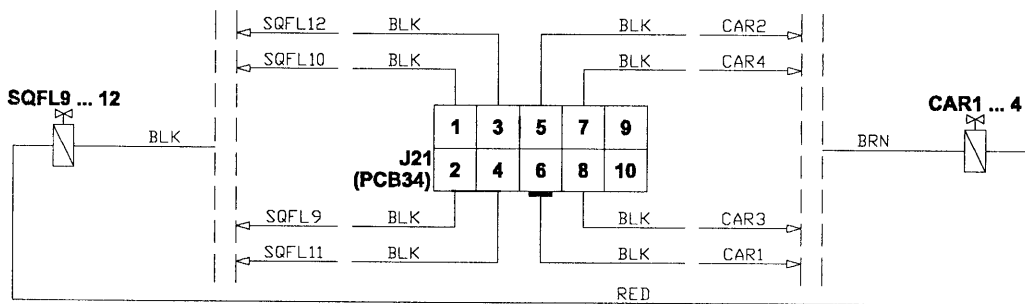 SQFL12 BLK BLK CAR2
SQFL10 BLK BLK CAR4
SQFL9 ... 12 CAR1 ... 4
1 3 5 7 9
BLK BRN
J21
(PCB34)
2 4 6 8 10
SQFL9 BLK BLK CAR3
SQFL11 BLK BLK CAR1
RED